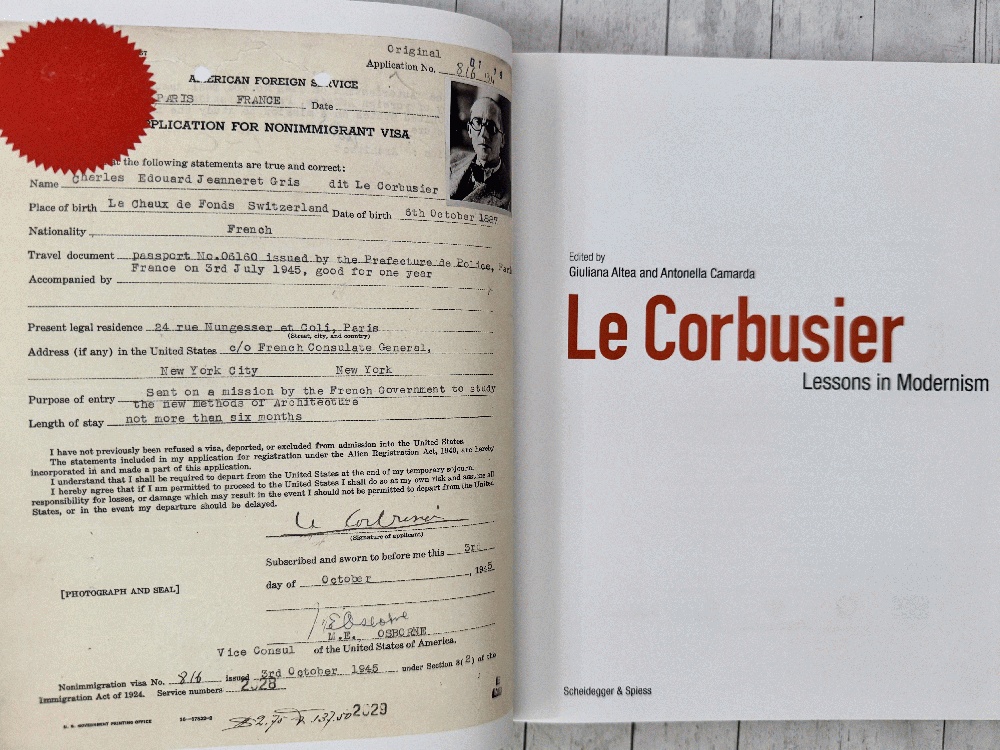 Original
Application No. 816
AMERICAN FOREIGN SERVICE
PARIS FRANCE Date
APPLICATION FOR NONIMMIGRANT VISA
the following statements are true and correct:
Name Charles Edouard Jeanneret Gris dit Le Corbusier
Place of birth La Chaux de Fonds Switzerland Date of birth 6th October 1887
Nationality French
Travel document passport No.06160 issued by the Prefecture de Police,
France on 3rd July 1945, good for one year
Accompanied by
Present legal residence 24 rue Nungesser et Coli, Paris
(Street, city, and country)
Address (if any) in the United States c/o French Consulate General,
New York City New York
Purpose of entry Sent on a mission by the French Government to study
the new methods of Architecture
Length of stay not more than six months
I have not previously been refused a visa, deported, or excluded from admission into the United States.
The statements included in my application for registration under the Alien Registration Act, 1940, are hereby
incorporated in and made a part of this application.
I understand that I shall be required to depart from the United States at the end of my temporary sojourn.
I hereby agree that if I am permitted to proceed to the United States I shall do so at my own risk and assume all
responsibility for losses, or damage which may result in the event I should not be permitted to depart from the United
States, or in the event my departure should be delayed.
Le Corbusier
(Signature of applicant)
Subscribed and sworn to before me this 3rd
day of October, 1945
[PHOTOGRAPH AND SEAL]
M.E. OSBORNE
Vice Consul of the United States of America.
Nonimmigration visa No. 816 issued 3rd October 1945 under Section 3(2) of the
Immigration Act of 1924. Service numbers 2028
U. S. GOVERNMENT PRINTING OFFICE
2029
Edited by
Giuliana Altea and Antonella Camarda
Le Corbusier
Lessons in Modernism
Scheidegger & Spiess